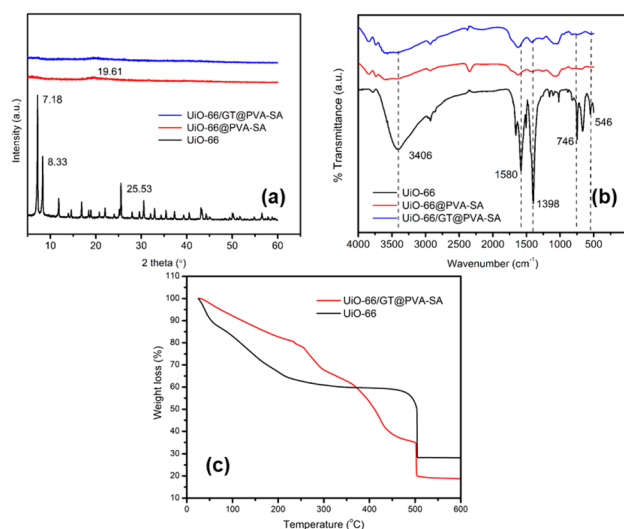 (a)
19.61
7.18
UiO-66/GT@PVA-SA
UiO-66@PVA-SA
UiO-66
8.33
25.53
Intensity (a.u.)
10 20 30 40 50 60
2 theta (°)
(b)
% Transmittance (a.u.)
3406
1580
1398
746
546
UiO-66
UiO-66@PVA-SA
UiO-66/GT@PVA-SA
4000 3500 3000 2500 2000 1500 1000 500
Wavenumber (cm⁻¹)
UiO-66/GT@PVA-SA
UiO-66
Weight loss (%)
110
100
90
80
70
60
50
40
30
20
10
(c)
0 100 200 300 400 500 600
Temperature (°C)